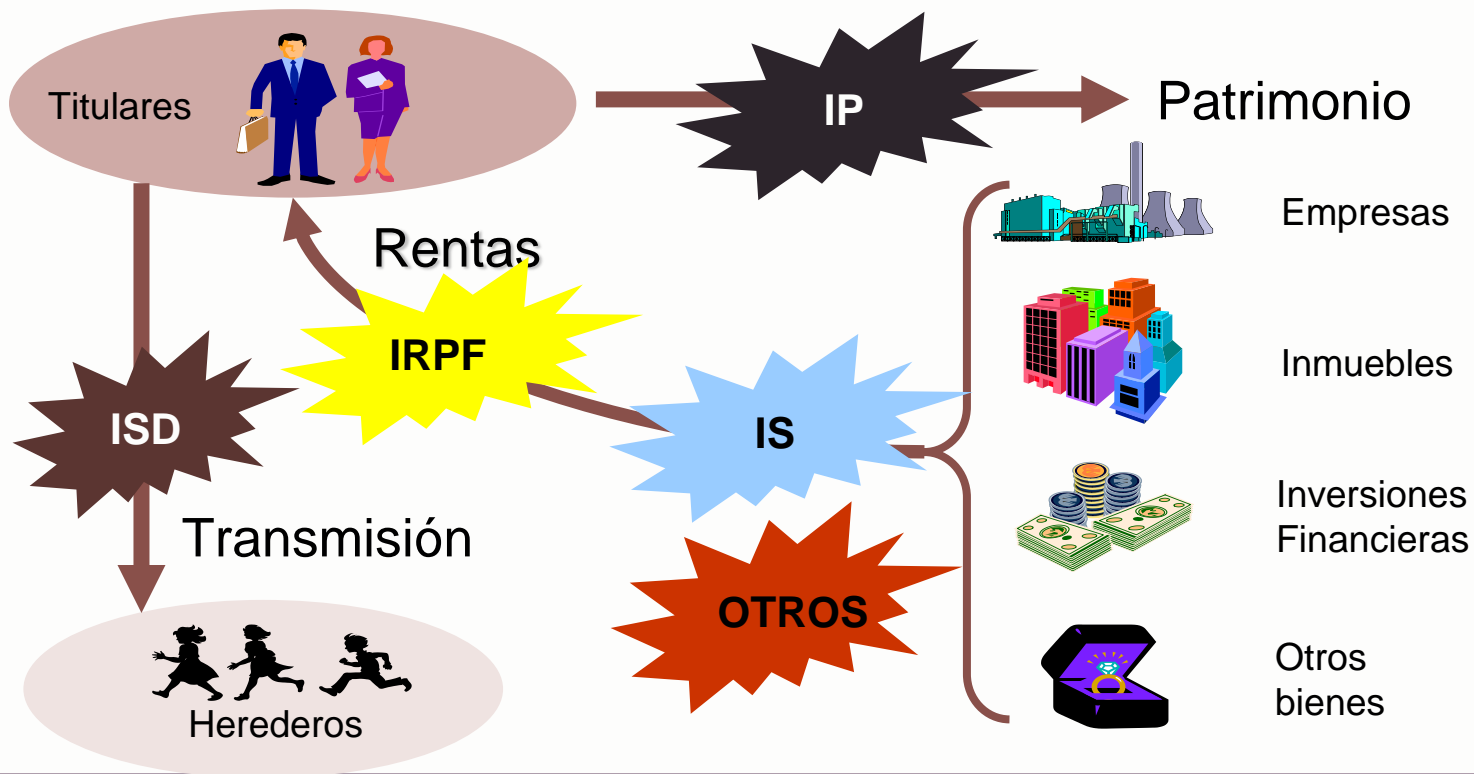 Titulares
IP
Patrimonio
Empresas
Rentas
IRPF
Inmuebles
ISD
IS
Inversiones
Financieras
Transmisión
OTROS
Otros
bienes
Herederos